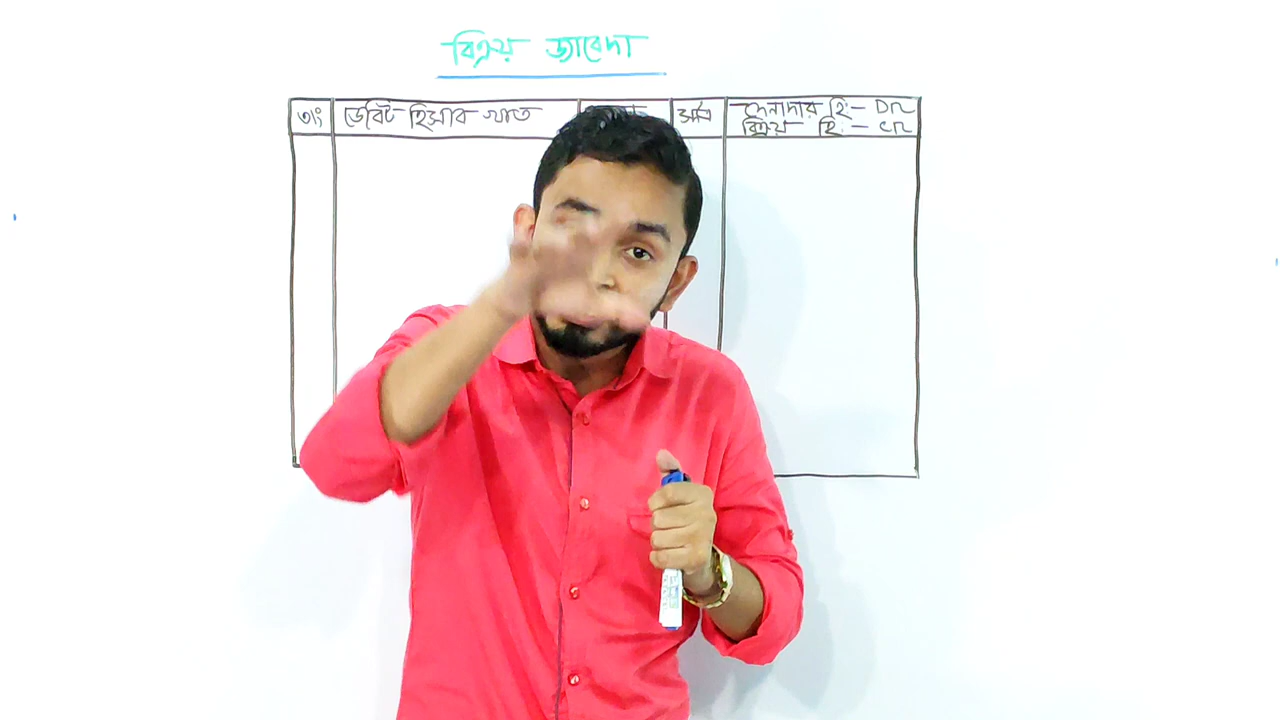 বিক্রয় জাবেদা
তাং ডেবিট হিসাব খাত দেনাদার হি:- Dr
বিক্রয় হি: - Cr